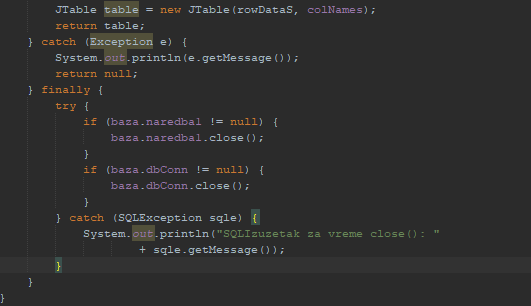 JTable table = new JTable(rowDataS, colNames);
return table;
} catch (Exception e) {
System.out.println(e.getMessage());
return null;
} finally {
try {
if (baza.naredba1 != null) {
baza.naredba1.close();
}
if (baza.dbConn != null) {
baza.dbConn.close();
}
} catch (SQLException sqle) {
System.out.println("SQLIzuzetak za vreme close(): "
+ sqle.getMessage());
}
}
}